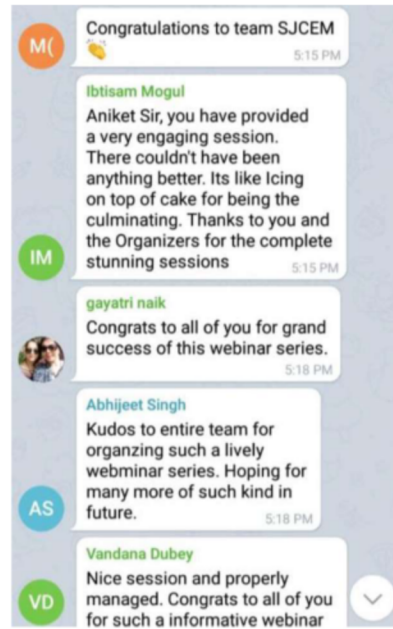 Congratulations to team SJCEM
👏
5:15 PM
M(
Ibtisam Mogul
Aniket Sir, you have provided
a very engaging session.
There couldn't have been
anything better. Its like Icing
on top of cake for being the
culminating. Thanks to you and
the Organizers for the complete
stunning sessions
5:15 PM
IM
gayatri naik
Congrats to all of you for grand
success of this webinar series.
5:18 PM
Abhijeet Singh
Kudos to entire team for
organzing such a lively
webminar series. Hoping for
many more of such kind in
future.
5:18 PM
AS
Vandana Dubey
Nice session and properly
managed. Congrats to all of you
for such a informative webinar
VD